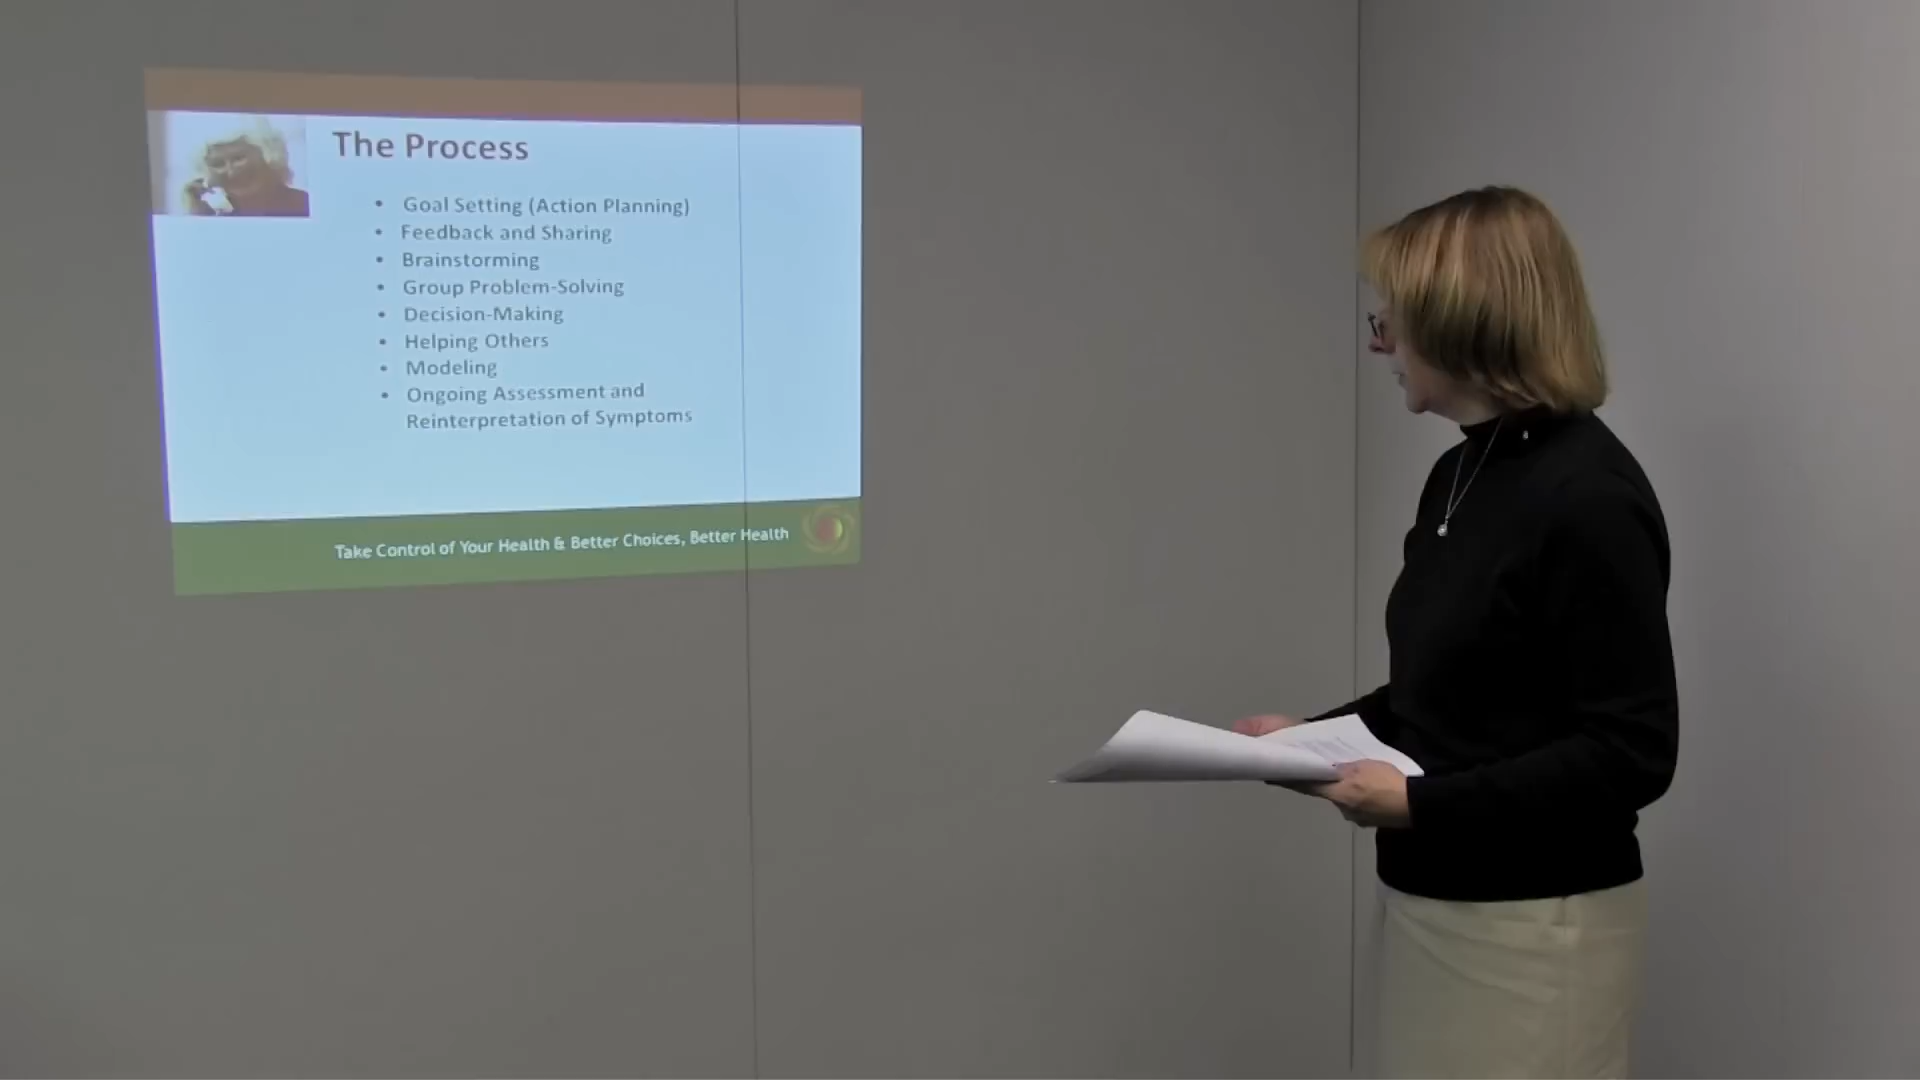 The Process
• Goal Setting (Action Planning)
• Feedback and Sharing
• Brainstorming
• Group Problem-Solving
• Decision-Making
• Helping Others
• Modeling
• Ongoing Assessment and
Reinterpretation of Symptoms
Take Control of Your Health & Better Choices, Better Health